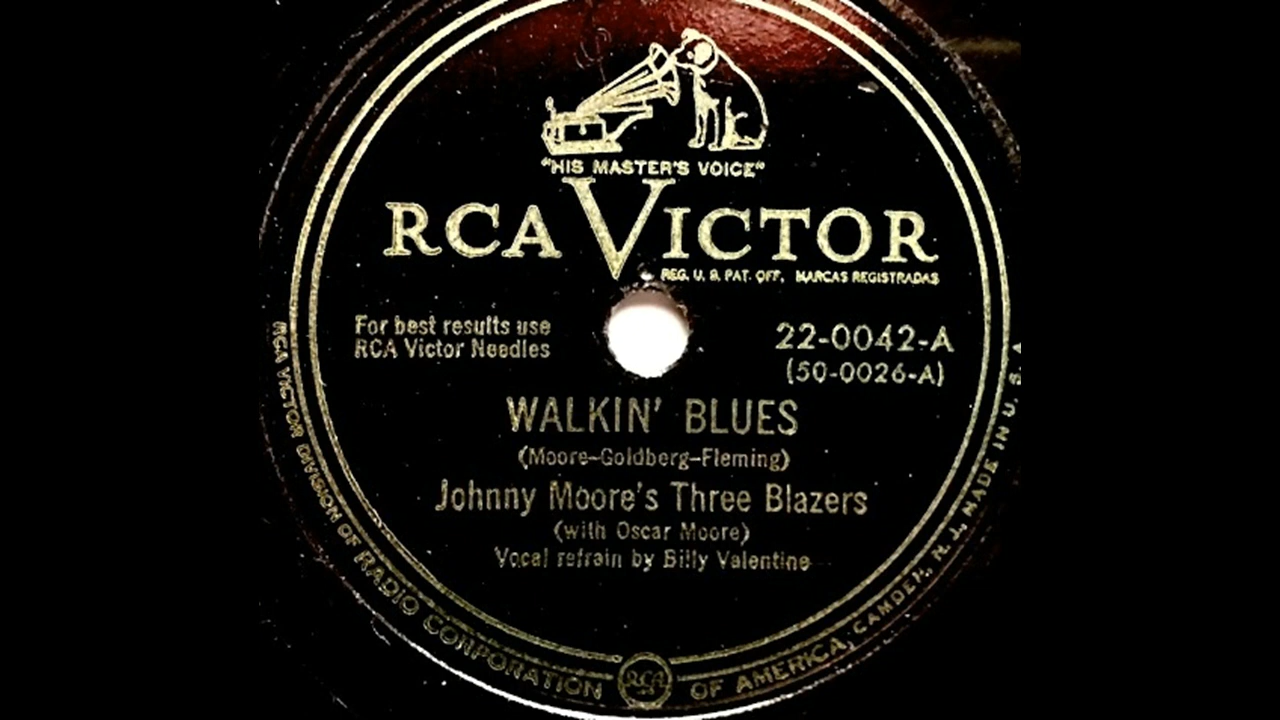 "HIS MASTER'S VOICE"
RCA VICTOR
REG. U. S. PAT. OFF. MARCAS REGISTRADAS
For best results use
RCA Victor Needles
22-0042-A
(50-0026-A)
WALKIN' BLUES
(Moore-Goldberg-Fleming)
Johnny Moore's Three Blazers
(with Oscar Moore)
Vocal refrain by Billy Valentine
RCA VICTOR DIVISION OF RADIO CORPORATION OF AMERICA, CAMDEN, N. J., MADE IN U. S. A.
RCA